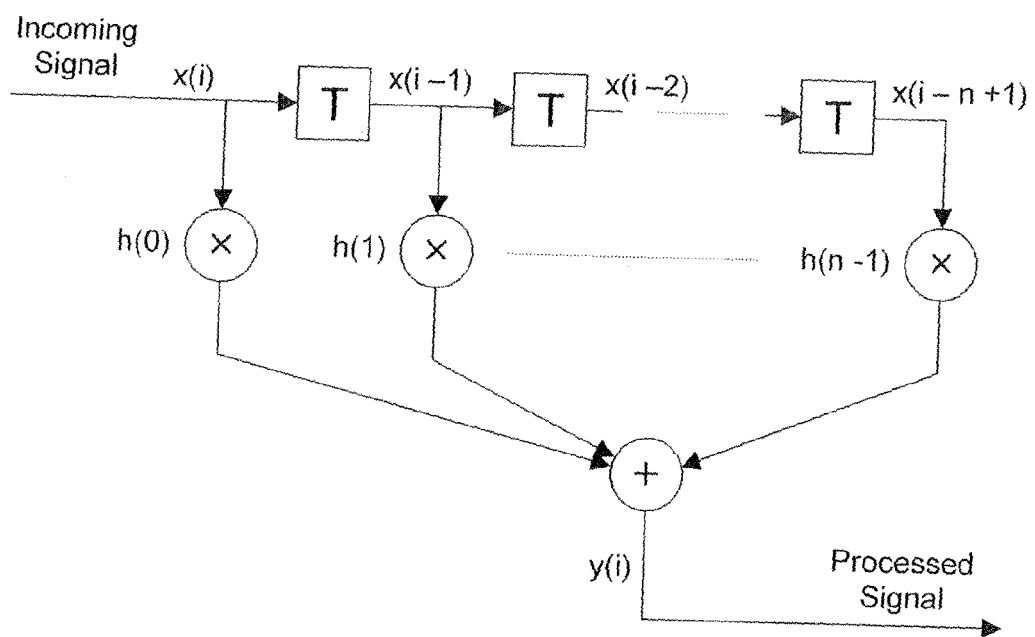 Incoming
Signal
x(i)
T
x(i –1)
T
x(i –2)
T
x(i – n +1)
h(0)
×
h(1)
×
h(n -1)
×
+
y(i)
Processed
Signal